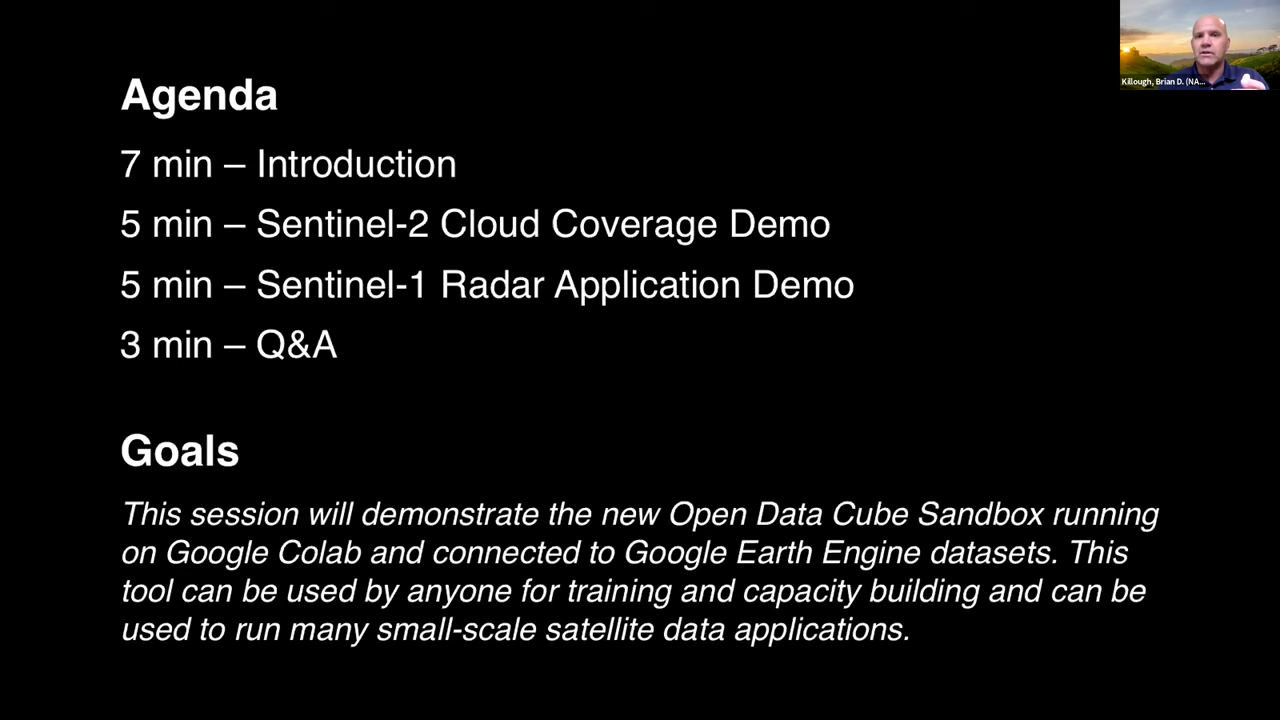 Agenda
7 min – Introduction
5 min – Sentinel-2 Cloud Coverage Demo
5 min – Sentinel-1 Radar Application Demo
3 min – Q&A
Goals
This session will demonstrate the new Open Data Cube Sandbox running
on Google Colab and connected to Google Earth Engine datasets. This
tool can be used by anyone for training and capacity building and can be
used to run many small-scale satellite data applications.
Killough, Brian D. (NA...